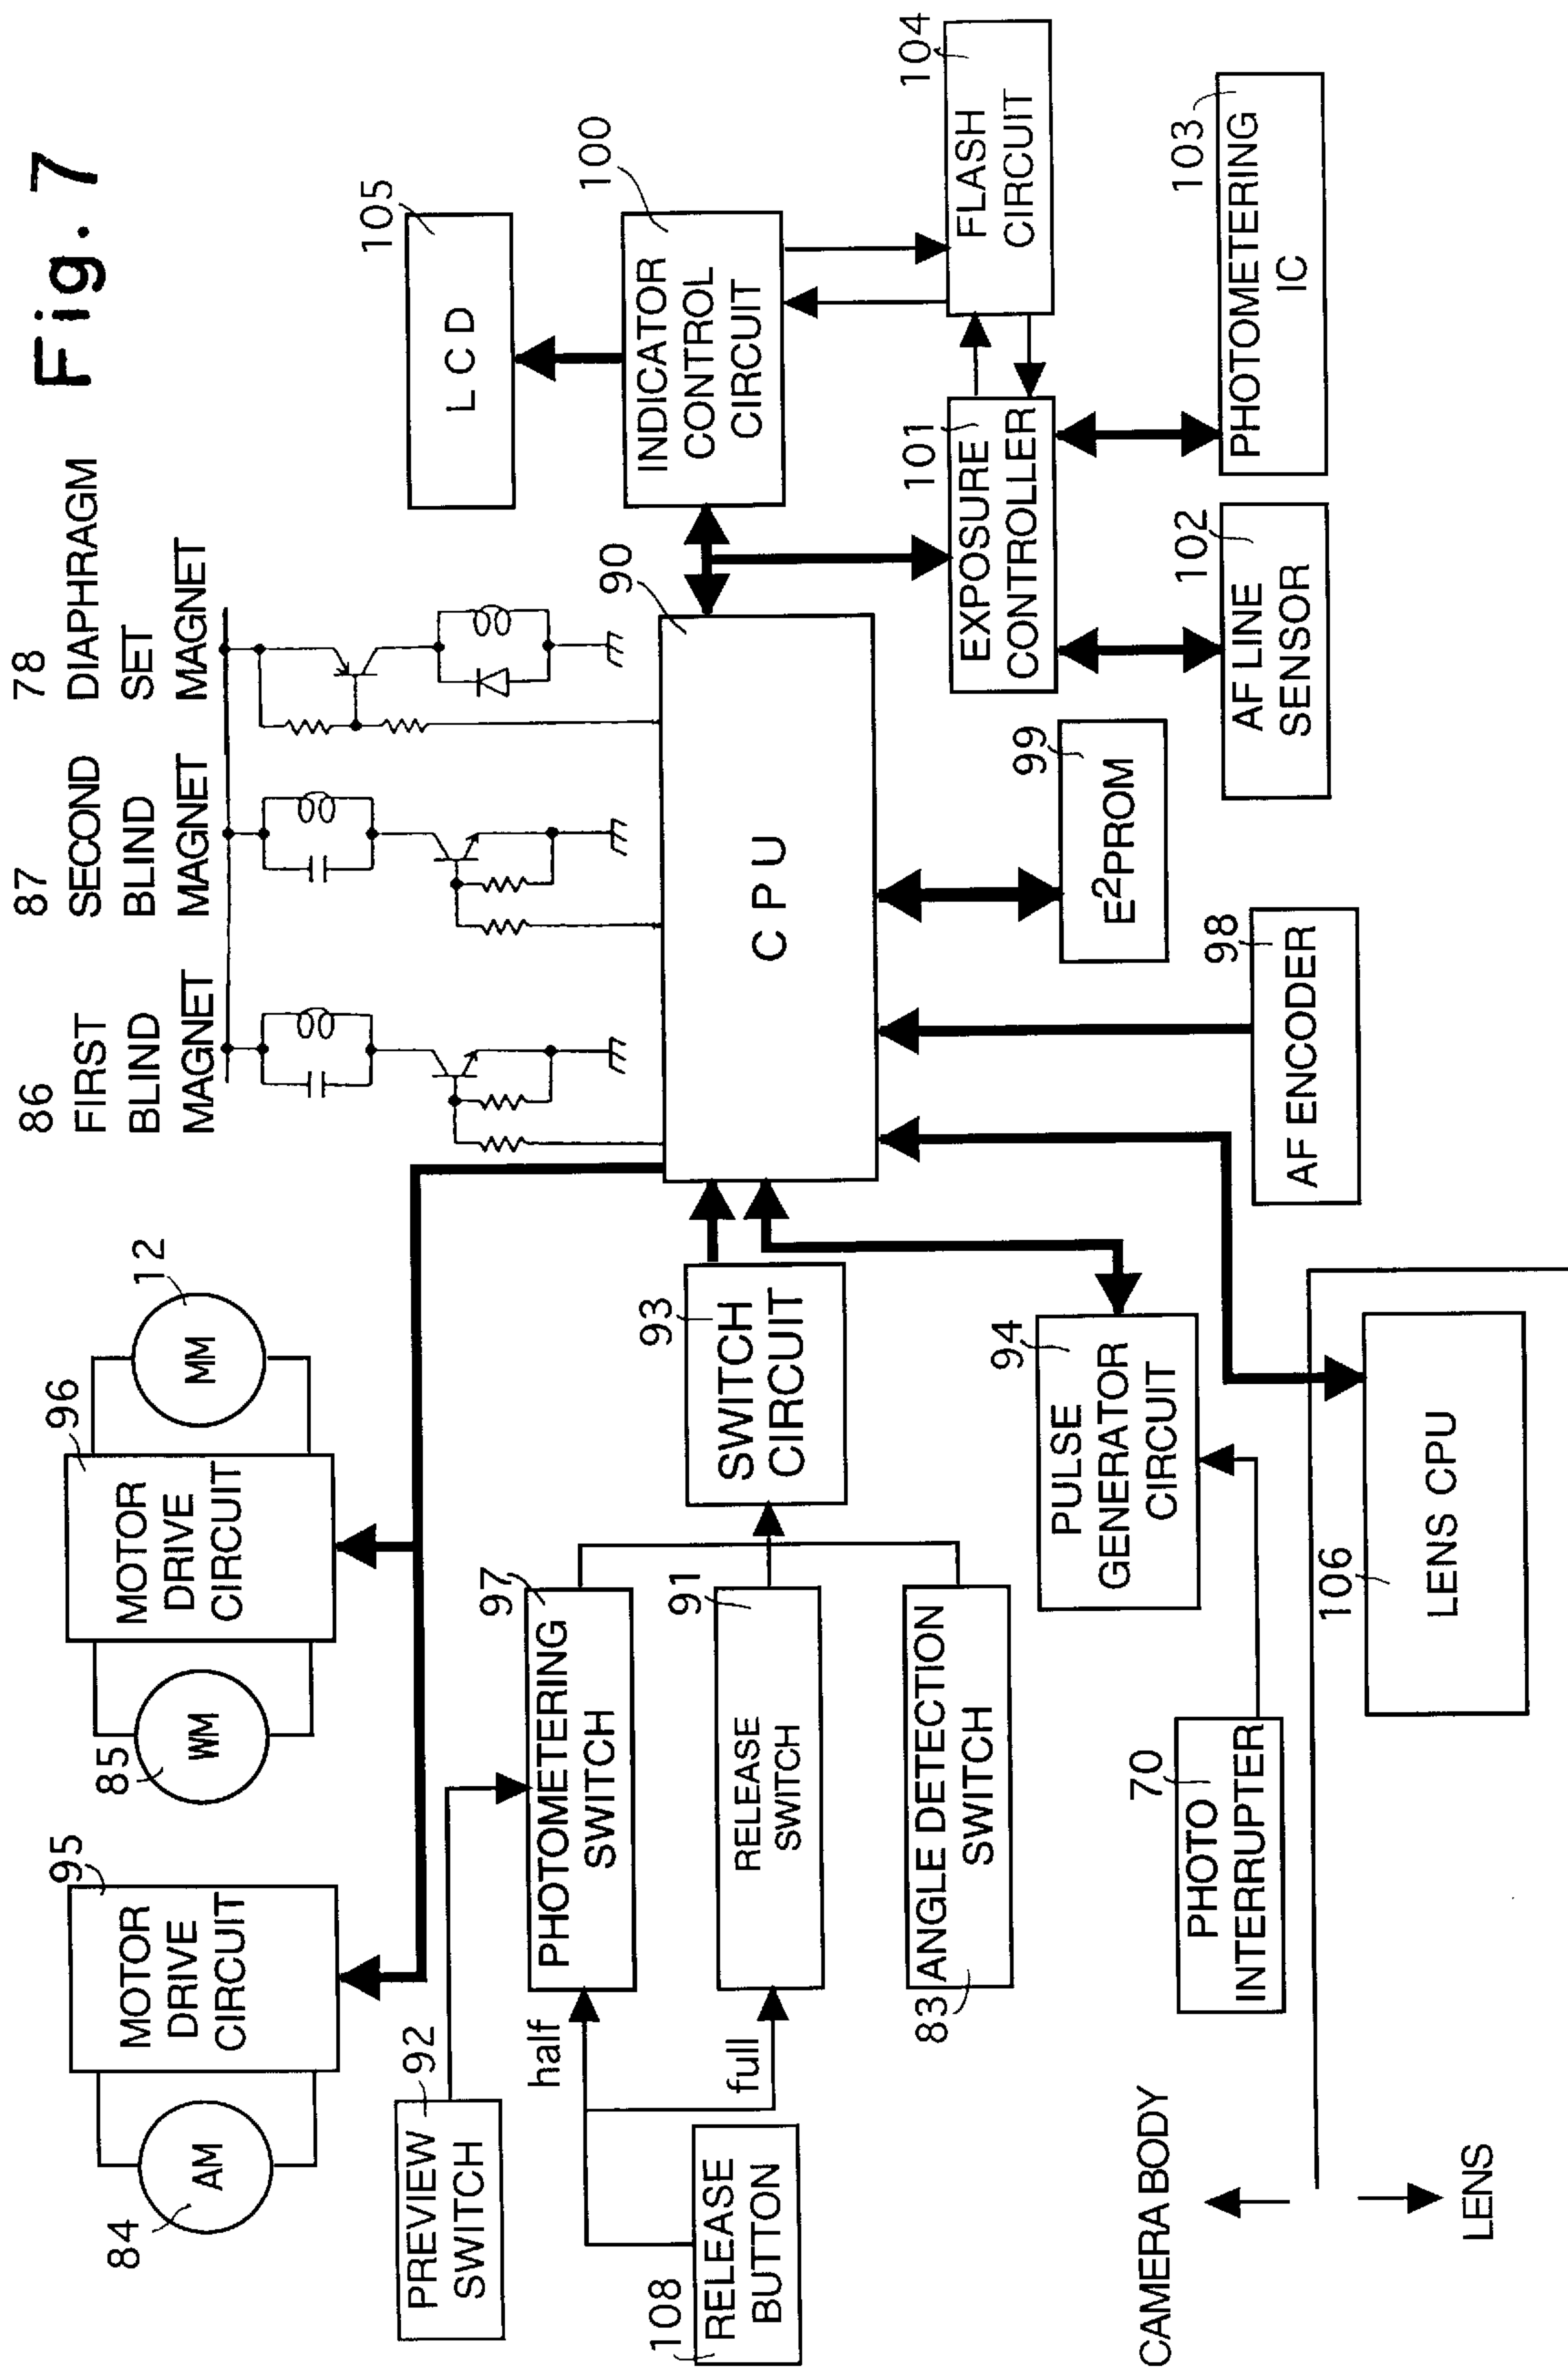 Fig. 7
84
AM
95
MOTOR
DRIVE
CIRCUIT
85
WM
96
MOTOR
DRIVE
CIRCUIT
MM
12
86
FIRST
BLIND
MAGNET
87
SECOND
BLIND
MAGNET
78
DIAPHRAGM
SET
MAGNET
105
LCD
100
INDICATOR
CONTROL
CIRCUIT
104
FLASH
CIRCUIT
92
PREVIEW
SWITCH
97
PHOTOMETERING
SWITCH
half
full
91
RELEASE
SWITCH
108
RELEASE
BUTTON
83
ANGLE DETECTION
SWITCH
93
SWITCH
CIRCUIT
90
CPU
101
EXPOSURE
CONTROLLER
103
PHOTOMETERING
IC
102
AF LINE
SENSOR
99
E²PROM
98
AF ENCODER
94
PULSE
GENERATOR
CIRCUIT
70
PHOTO
INTERRUPTER
106
LENS CPU
CAMERA BODY
LENS